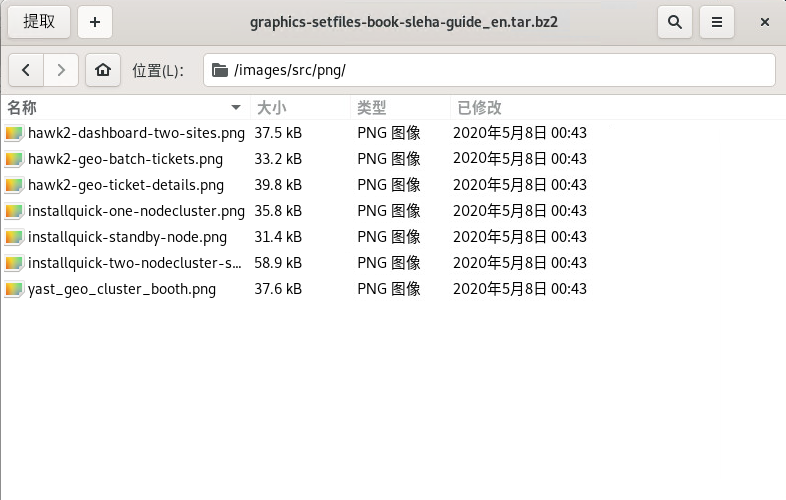 提取 graphics-setfiles-book-sleha-guide_en.tar.bz2
位置(L)： /images/src/png/
名称 大小 类型 已修改
hawk2-dashboard-two-sites.png 37.5 kB PNG 图像 2020年5月8日 00:43
hawk2-geo-batch-tickets.png 33.2 kB PNG 图像 2020年5月8日 00:43
hawk2-geo-ticket-details.png 39.8 kB PNG 图像 2020年5月8日 00:43
installquick-one-nodecluster.png 35.8 kB PNG 图像 2020年5月8日 00:43
installquick-standby-node.png 31.4 kB PNG 图像 2020年5月8日 00:43
installquick-two-nodecluster-s... 58.9 kB PNG 图像 2020年5月8日 00:43
yast_geo_cluster_booth.png 37.6 kB PNG 图像 2020年5月8日 00:43